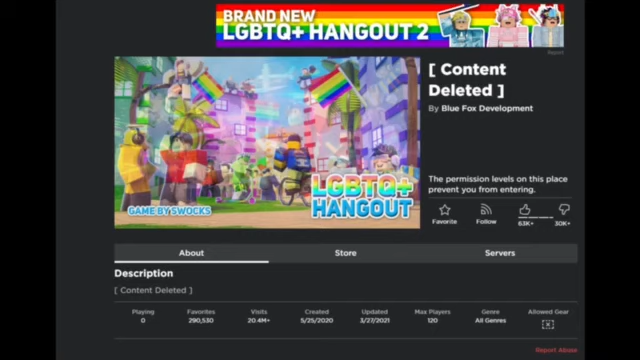 BRAND NEW
LGBTQ+ HANGOUT 2
Report
[ Content
Deleted ]
By Blue Fox Development
The permission levels on this place
prevent you from entering.
LGBTQ+
HANGOUT
GAME BY SWOCKS
Favorite
Follow
63K+
30K+
About
Store
Servers
Description
[ Content Deleted ]
Playing
Favorites
Visits
Created
Updated
Max Players
Genre
Allowed Gear
0
290,530
20.4M+
5/25/2020
3/27/2021
120
All Genres
Report Abuse